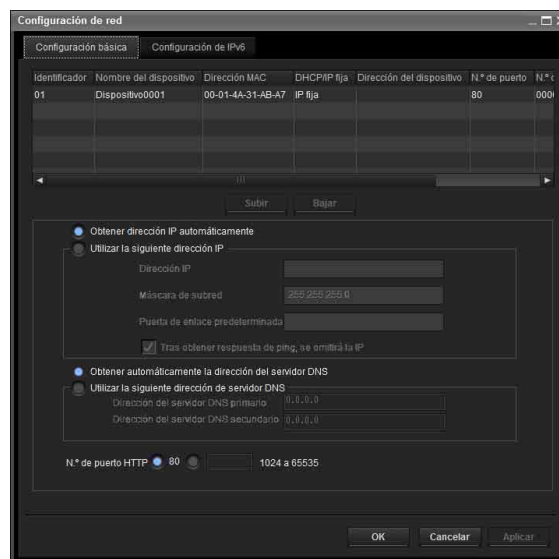 Configuración de red
Configuración básica Configuración de IPv6
Identificador Nombre del dispositivo Dirección MAC DHCP/IP fija Dirección del dispositivo N.º de puerto N.º
01 Dispositivo0001 00-01-4A-31-AB-A7 IP fija 80 000
Subir Bajar
Obtener dirección IP automáticamente
Utilizar la siguiente dirección IP
Dirección IP
Máscara de subred 255.255.255.0
Puerta de enlace predeterminada
Tras obtener respuesta de ping, se omitirá la IP
Obtener automáticamente la dirección del servidor DNS
Utilizar la siguiente dirección de servidor DNS
Dirección del servidor DNS primario 0.0.0.0
Dirección del servidor DNS secundario 0.0.0.0
N.º de puerto HTTP 80 1024 a 65535
OK Cancelar Aplicar